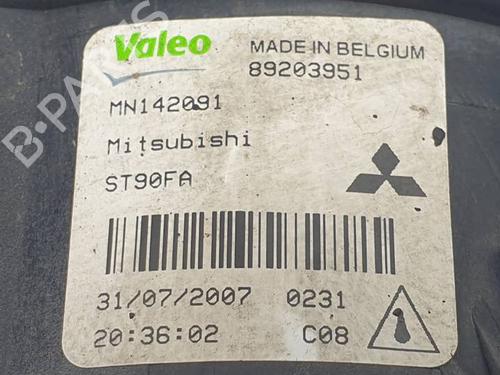 Valeo
MADE IN BELGIUM
89203951
MN142091
Mitsubishi
ST90FA
31/07/2007 0231
20:36:02 C08
B-PARTS